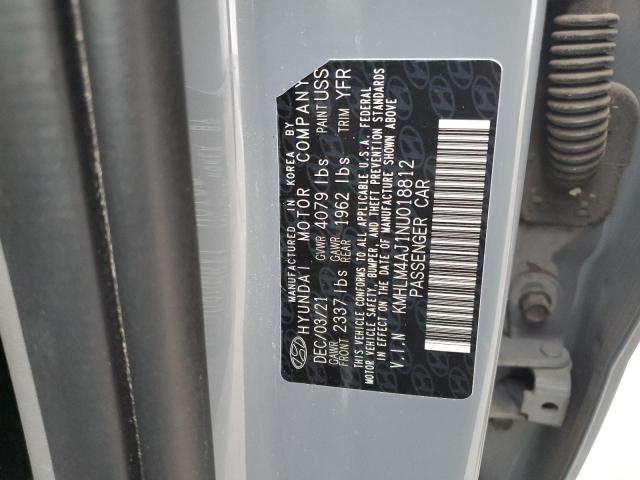 MANUFACTURED IN KOREA BY
HYUNDAI MOTOR COMPANY
DEC/03/21 GVWR 4079 lbs PAINT USS
GAWR FRONT 2337 lbs GAWR REAR 1962 lbs TRIM YFR
THIS VEHICLE CONFORMS TO ALL APPLICABLE U.S.A. FEDERAL
MOTOR VEHICLE SAFETY, BUMPER, AND THEFT PREVENTION STANDARDS
IN EFFECT ON THE DATE OF MANUFACTURE SHOWN ABOVE
V.I.N KMHLM4AJ1NU018812
PASSENGER CAR